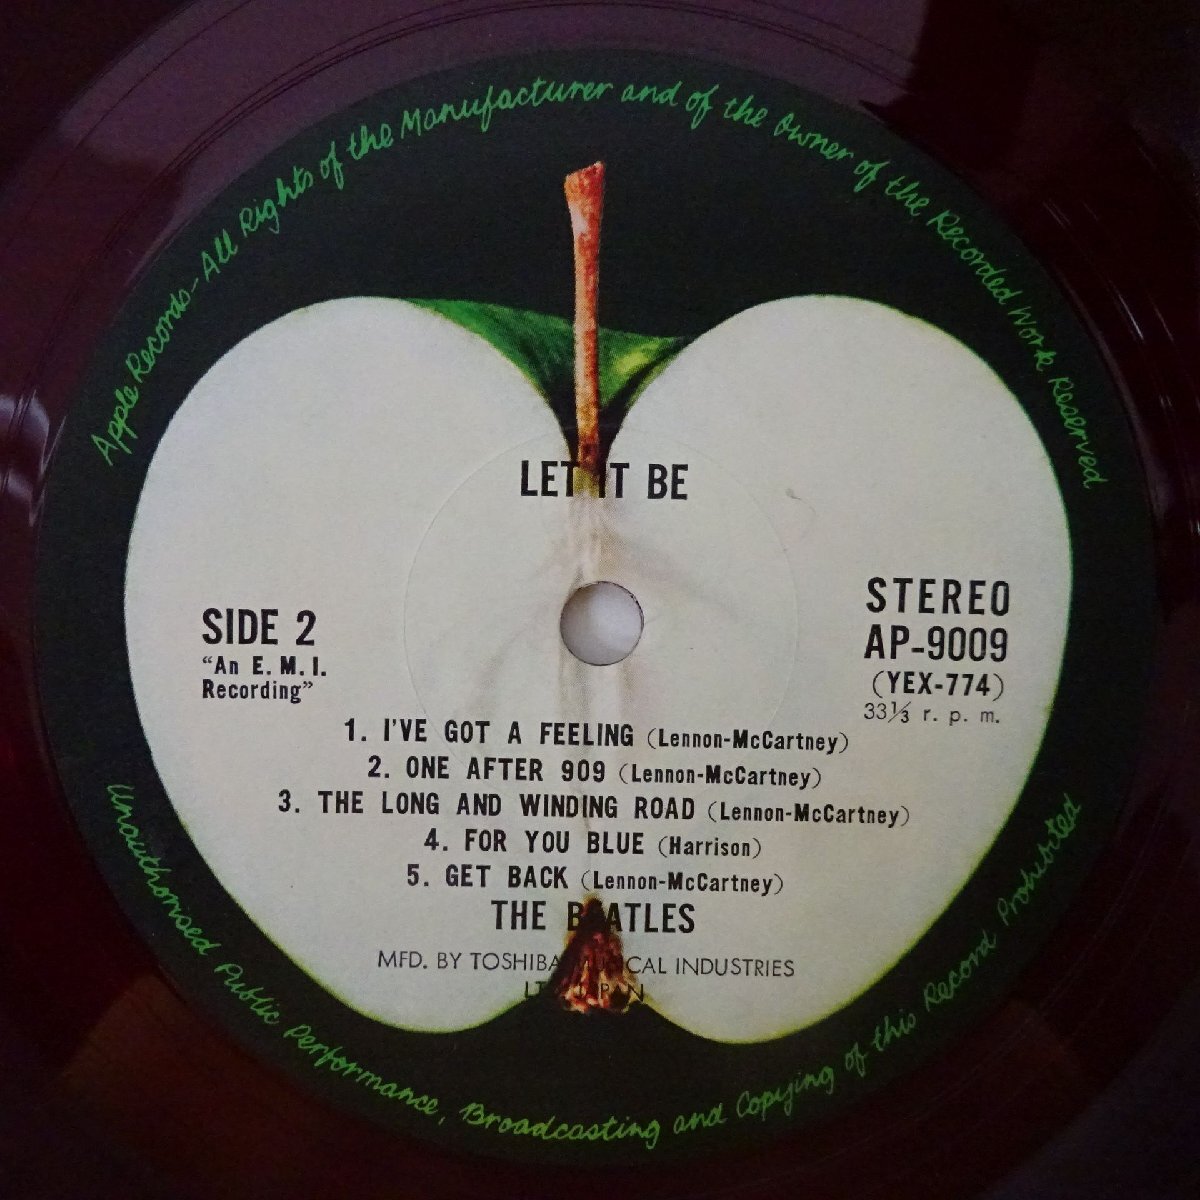 Apple Records – All Rights of the Manufacturer and of the Owner of the Recorded Work Reserved
LET IT BE
SIDE 2
“An E. M. I.
Recording”
STEREO
AP-9009
(YEX-774)
33⅓ r. p. m.
1. I'VE GOT A FEELING (Lennon-McCartney)
2. ONE AFTER 909 (Lennon-McCartney)
3. THE LONG AND WINDING ROAD (Lennon-McCartney)
4. FOR YOU BLUE (Harrison)
5. GET BACK (Lennon-McCartney)
THE BEATLES
MFD. BY TOSHIBA MUSICAL INDUSTRIES
LTD. JAPAN
Unauthorised Public Performance, Broadcasting and Copying of this Record Prohibited